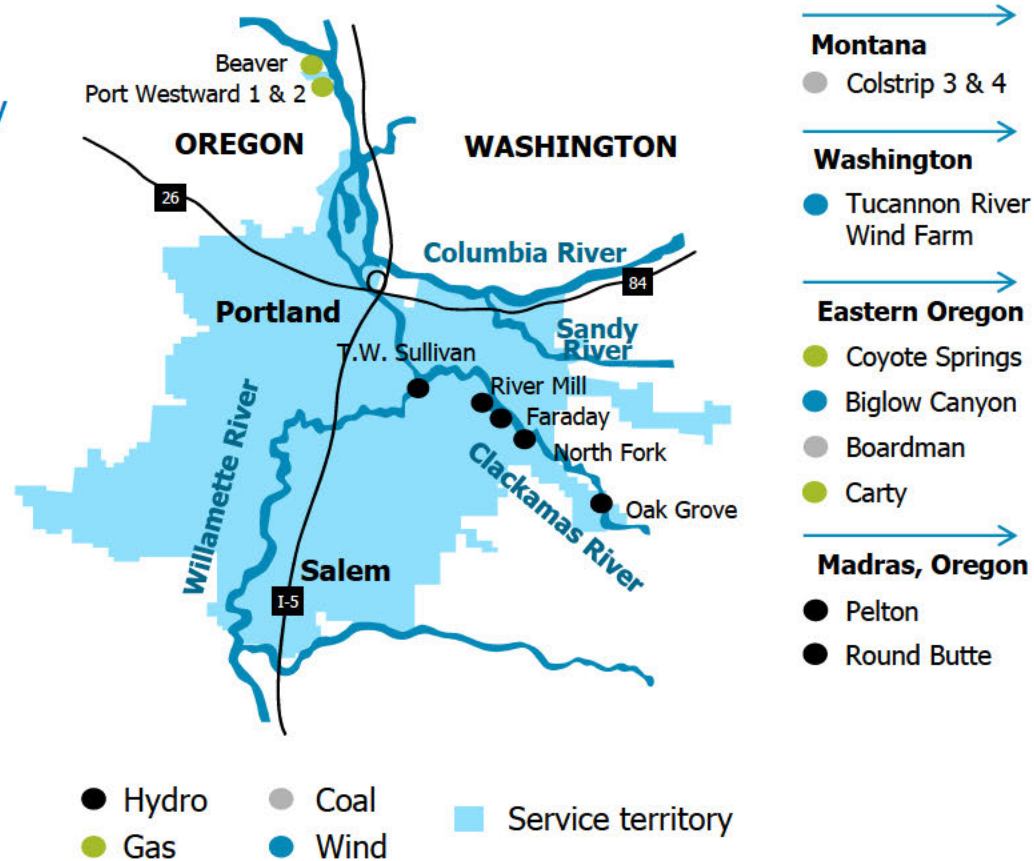 Beaver
Port Westward 1 & 2
OREGON
WASHINGTON
26
Columbia River
84
Portland
Sandy
River
T.W. Sullivan
River Mill
Faraday
North Fork
Willamette River
Clackamas River
Oak Grove
Salem
I-5
Montana
Colstrip 3 & 4
Washington
Tucannon River
Wind Farm
Eastern Oregon
Coyote Springs
Biglow Canyon
Boardman
Carty
Madras, Oregon
Pelton
Round Butte
Hydro
Coal
Service territory
Gas
Wind